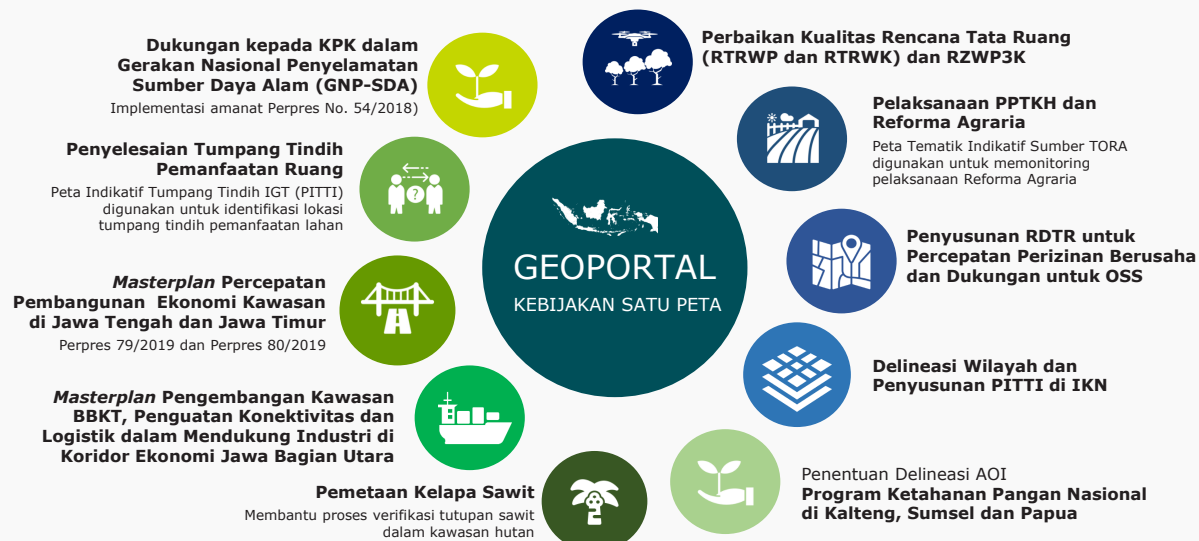 Dukungan kepada KPK dalam
Gerakan Nasional Penyelamatan
Sumber Daya Alam (GNP-SDA)
Implementasi amanat Perpres No. 54/2018)
Penyelesaian Tumpang Tindih
Pemanfaatan Ruang
Peta Indikatif Tumpang Tindih IGT (PITTI)
digunakan untuk identifikasi lokasi
tumpang tindih pemanfaatan lahan
Masterplan Percepatan
Pembangunan Ekonomi Kawasan
di Jawa Tengah dan Jawa Timur
Perpres 79/2019 dan Perpres 80/2019
Masterplan Pengembangan Kawasan
BBKT, Penguatan Konektivitas dan
Logistik dalam Mendukung Industri di
Koridor Ekonomi Jawa Bagian Utara
Pemetaan Kelapa Sawit
Membantu proses verifikasi tutupan sawit
dalam kawasan hutan
GEOPORTAL
KEBIJAKAN SATU PETA
?
Perbaikan Kualitas Rencana Tata Ruang
(RTRWP dan RTRWK) dan RZWP3K
Pelaksanaan PPTKH dan
Reforma Agraria
Peta Tematik Indikatif Sumber TORA
digunakan untuk memonitoring
pelaksanaan Reforma Agraria
Penyusunan RDTR untuk
Percepatan Perizinan Berusaha
dan Dukungan untuk OSS
Delineasi Wilayah dan
Penyusunan PITTI di IKN
Penentuan Delineasi AOI
Program Ketahanan Pangan Nasional
di Kalteng, Sumsel dan Papua